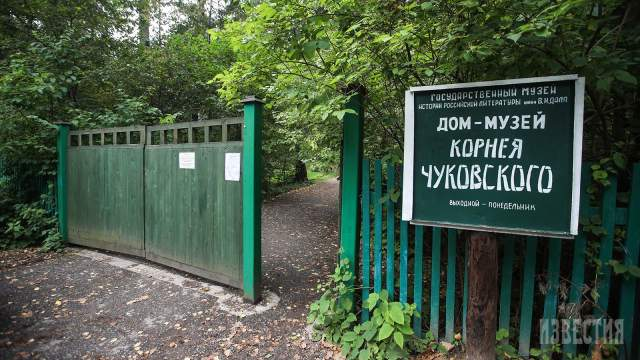 ГОСУДАРСТВЕННЫЙ МУЗЕЙ
ИСТОРИИ РОССИЙСКОЙ ЛИТЕРАТУРЫ ИМЕНИ В.И.ДАЛЯ
ДОМ-МУЗЕЙ
КОРНЕЯ
ЧУКОВСКОГО
ВЫХОДНОЙ - ПОНЕДЕЛЬНИК
ИЗВЕСТИЯ